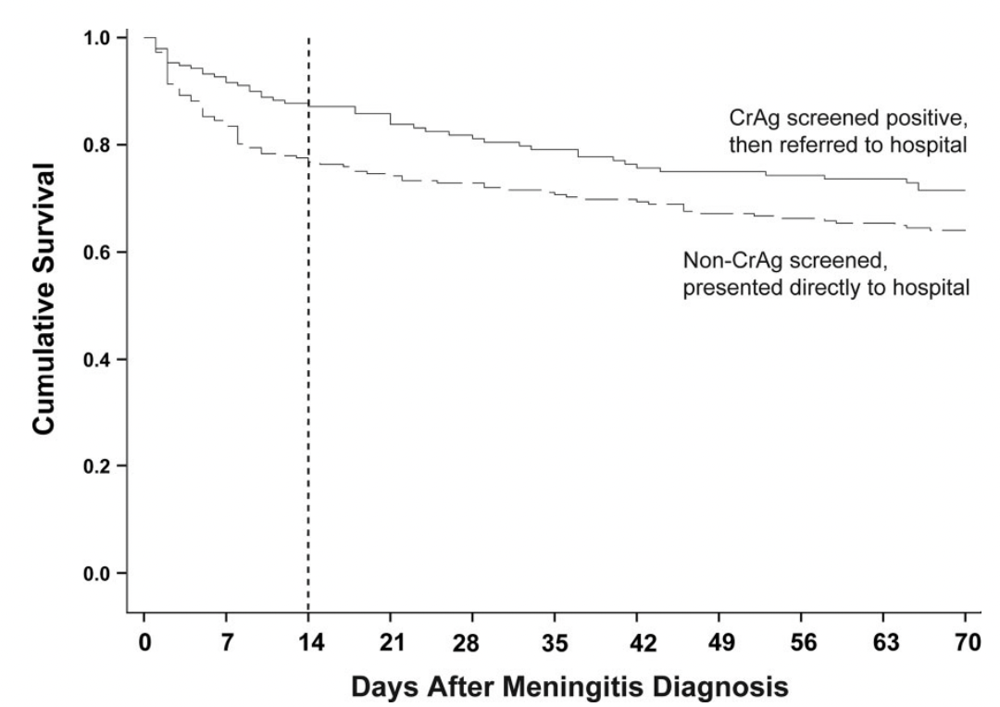 1.0
0.8
0.6
0.4
0.2
0.0
Cumulative Survival
CrAg screened positive,
then referred to hospital
Non-CrAg screened,
presented directly to hospital
0 7 14 21 28 35 42 49 56 63 70
Days After Meningitis Diagnosis